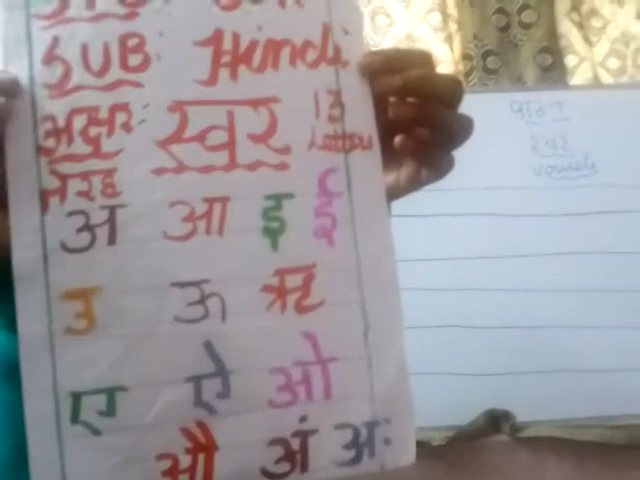 SUB: Hindi
अक्षर: स्वर 13 Letters
तेरह
अ आ इ ई
उ ऊ ऋ
ए ऐ ओ
औ अं अः
पाठ 1
स्वर
vowels